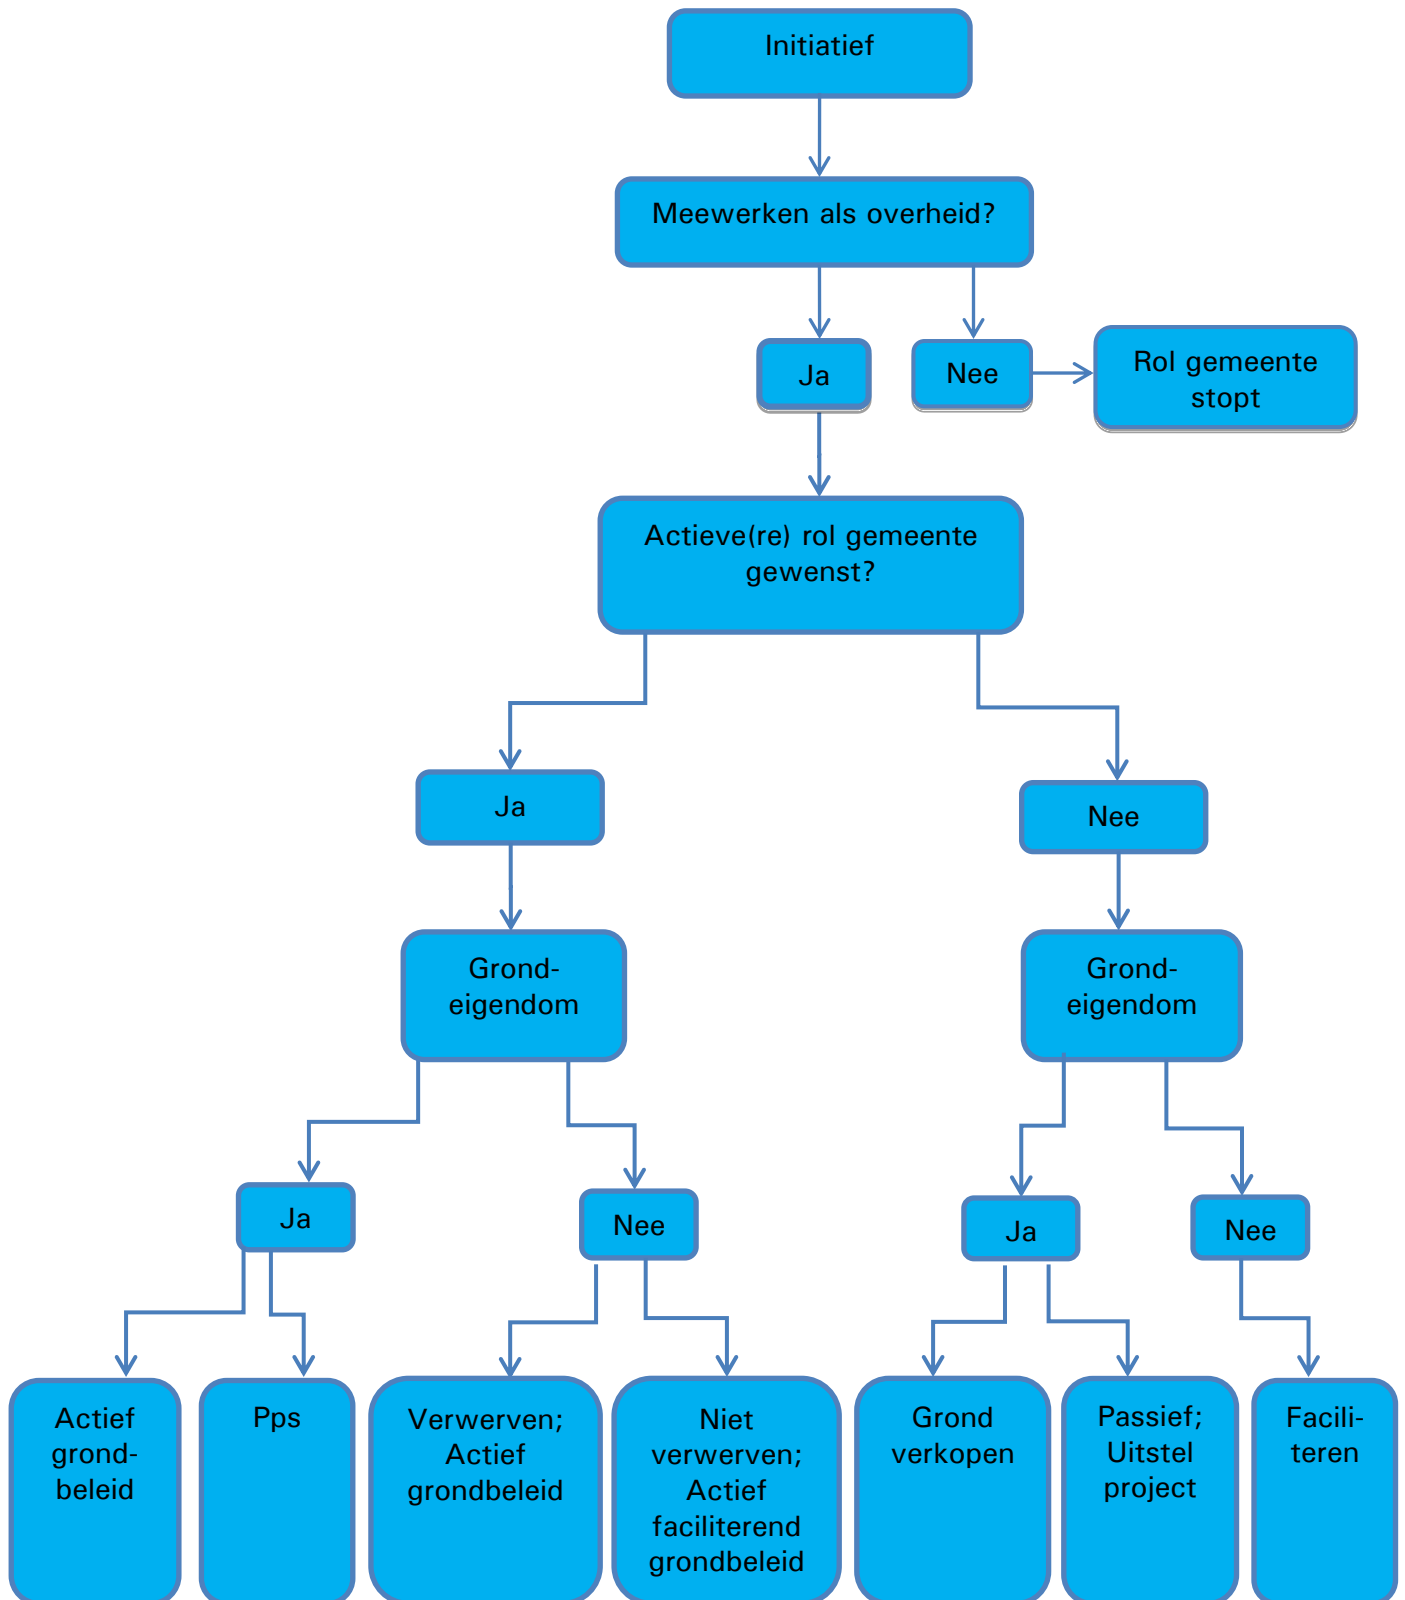 Initiatief
Meewerken als overheid?
Ja
Nee
Rol gemeente
stopt
Actieve(re) rol gemeente
gewenst?
Ja
Nee
Grond-
eigendom
Grond-
eigendom
Ja
Nee
Ja
Nee
Actief
grond-
beleid
Pps
Verwerven;
Actief
grondbeleid
Niet
verwerven;
Actief
faciliterend
grondbeleid
Grond
verkopen
Passief;
Uitstel
project
Facili-
teren